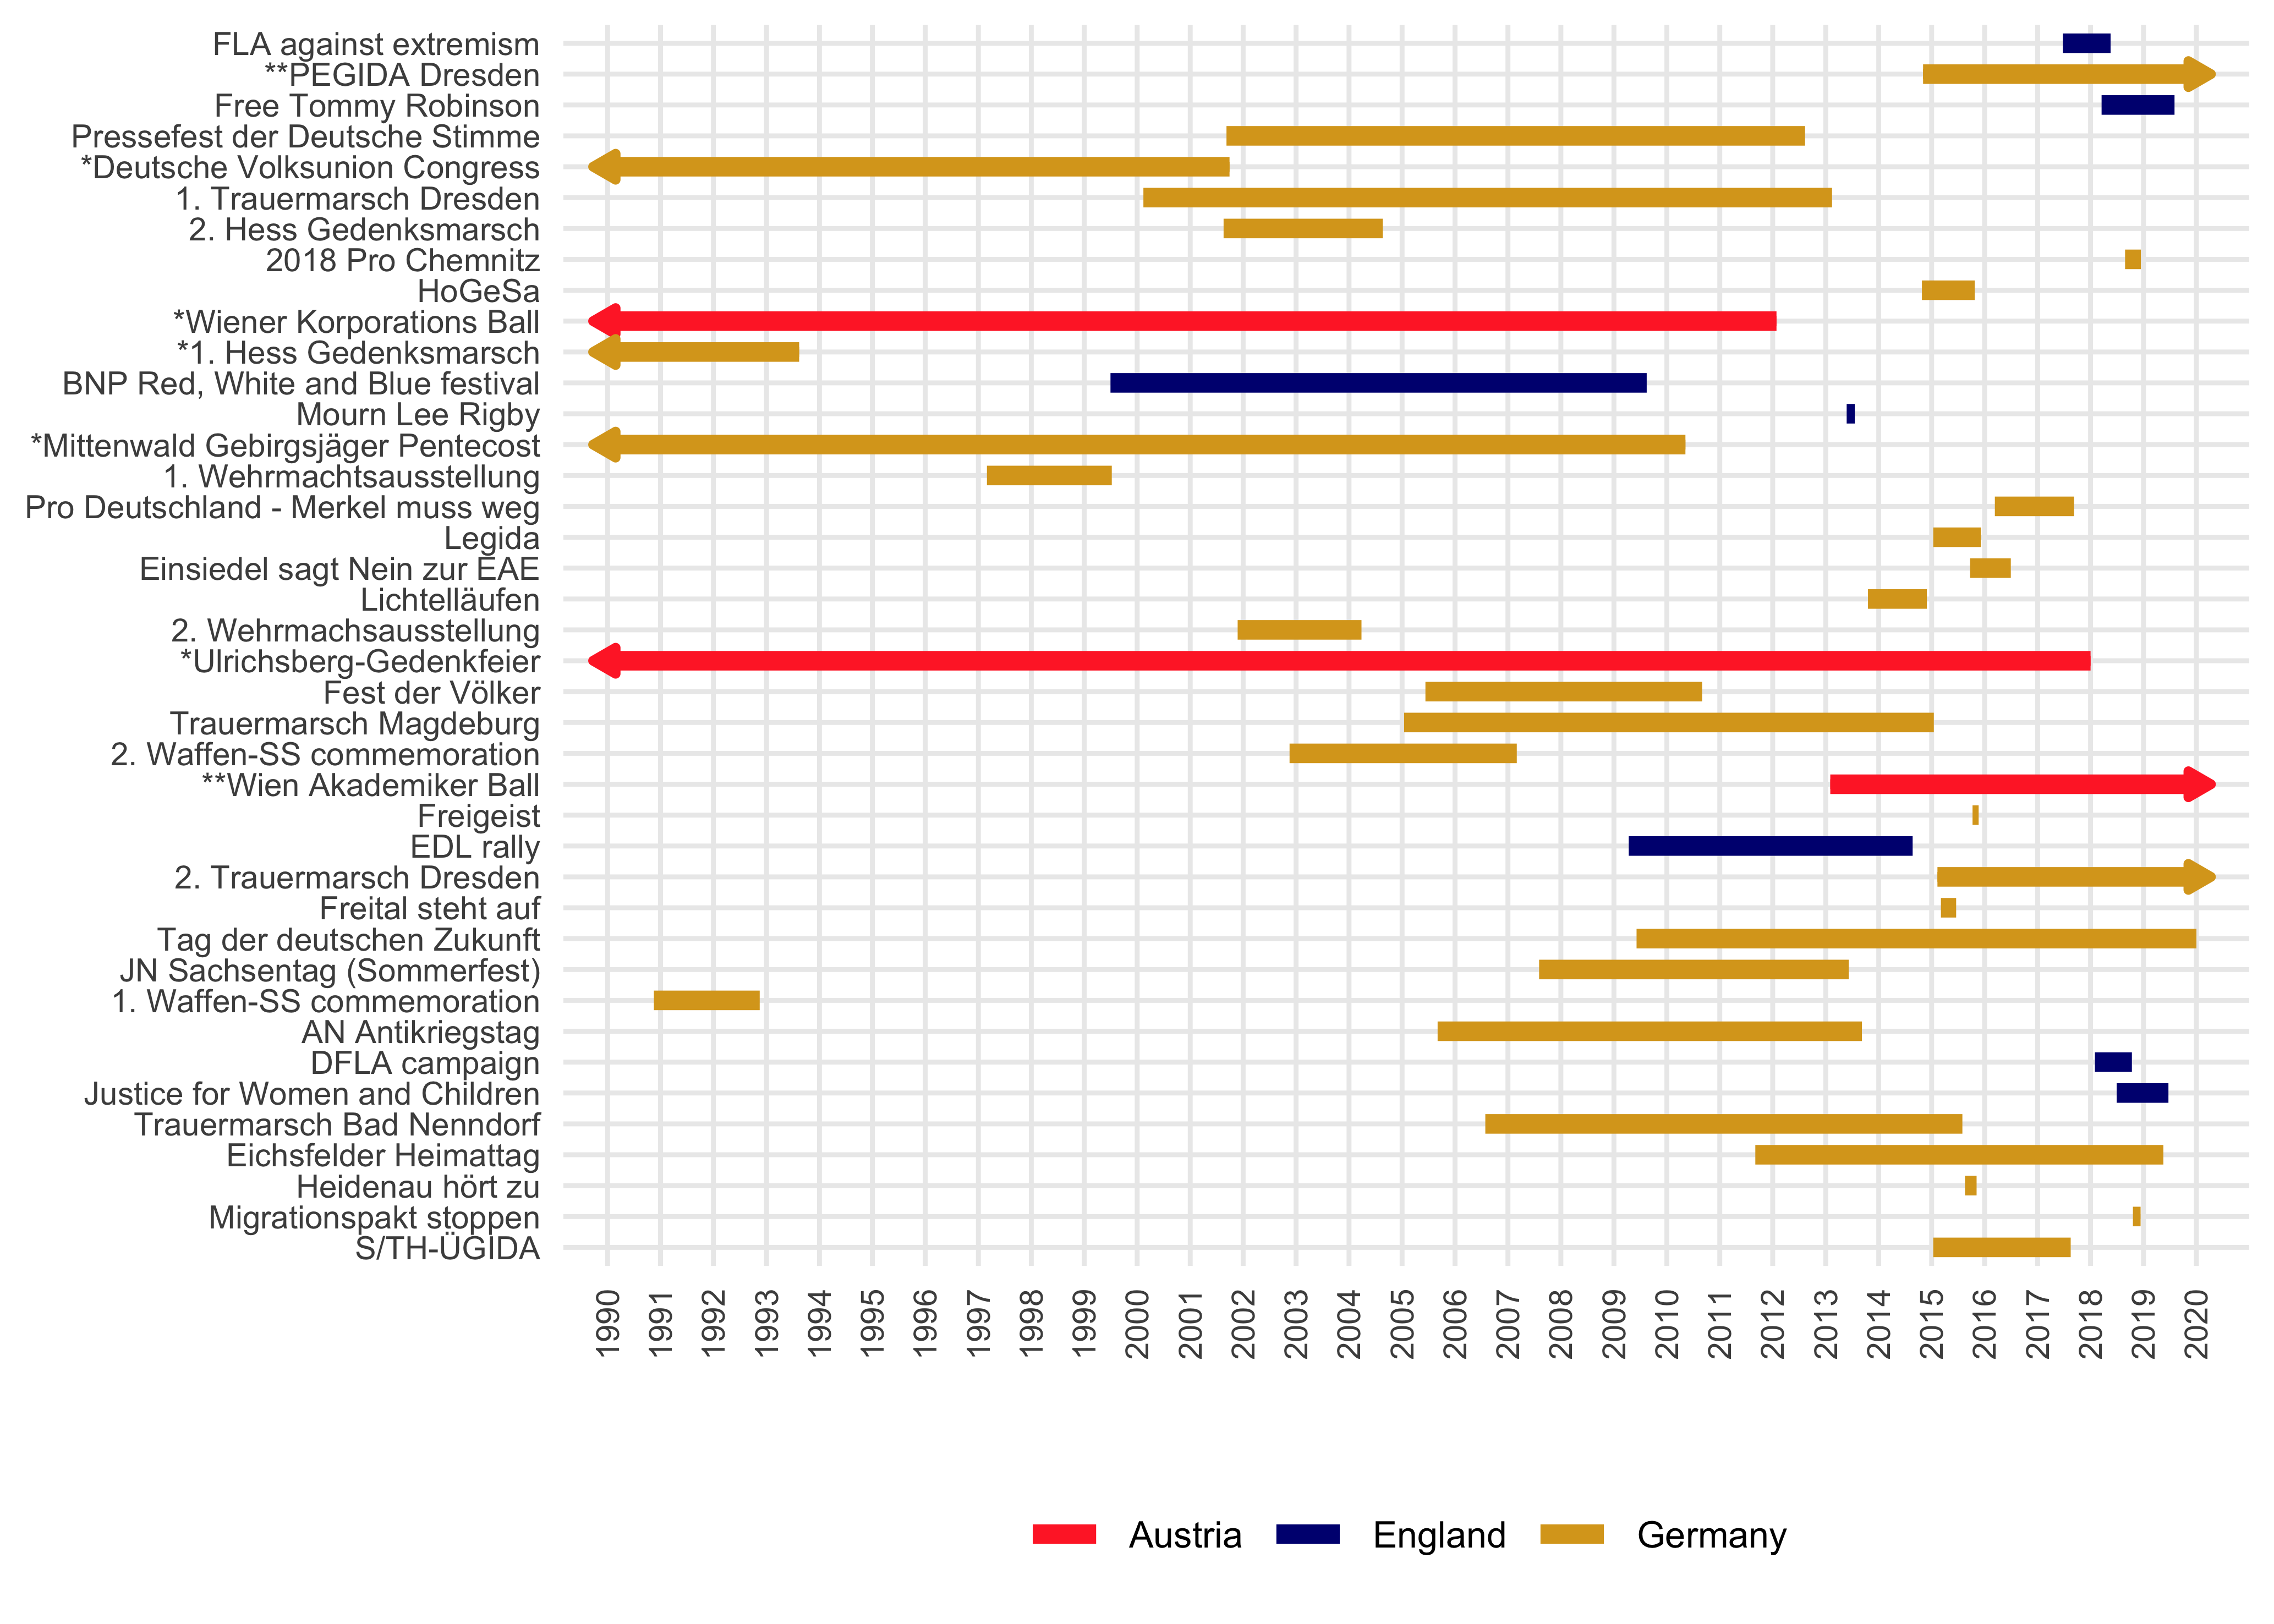 FLA against extremism
**PEGIDA Dresden
Free Tommy Robinson
Pressefest der Deutsche Stimme
*Deutsche Volksunion Congress
1. Trauermarsch Dresden
2. Hess Gedenksmarsch
2018 Pro Chemnitz
HoGeSa
*Wiener Korporations Ball
*1. Hess Gedenksmarsch
BNP Red, White and Blue festival
Mourn Lee Rigby
*Mittenwald Gebirgsjäger Pentecost
1. Wehrmachtsausstellung
Pro Deutschland - Merkel muss weg
Legida
Einsiedel sagt Nein zur EAE
Lichtelläufen
2. Wehrmachsausstellung
*Ulrichsberg-Gedenkfeier
Fest der Völker
Trauermarsch Magdeburg
2. Waffen-SS commemoration
**Wien Akademiker Ball
Freigeist
EDL rally
2. Trauermarsch Dresden
Freital steht auf
Tag der deutschen Zukunft
JN Sachsentag (Sommerfest)
1. Waffen-SS commemoration
AN Antikriegstag
DFLA campaign
Justice for Women and Children
Trauermarsch Bad Nenndorf
Eichsfelder Heimattag
Heidenau hört zu
Migrationspakt stoppen
S/TH-ÜGIDA
1990 1991 1992 1993 1994 1995 1996 1997 1998 1999 2000 2001 2002 2003 2004 2005 2006 2007 2008 2009 2010 2011 2012 2013 2014 2015 2016 2017 2018 2019 2020
Austria England Germany